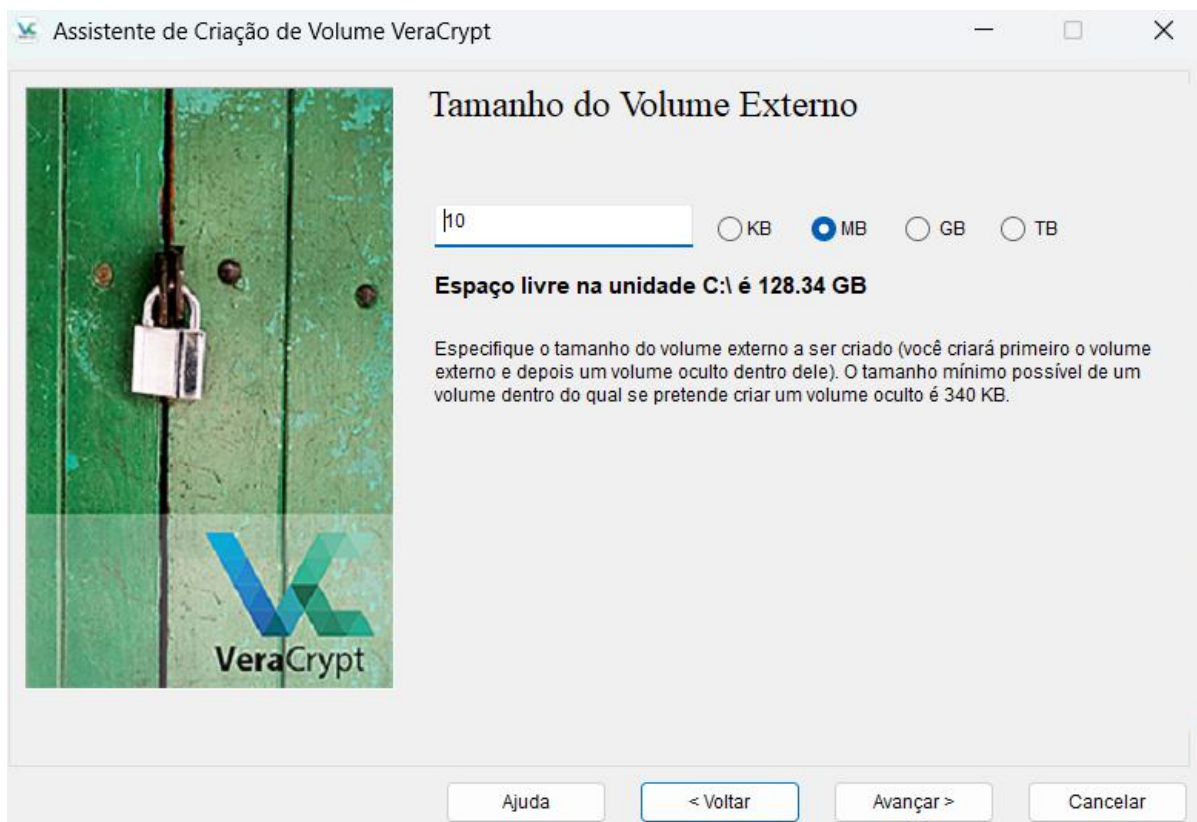 Assistente de Criação de Volume VeraCrypt
Tamanho do Volume Externo
10
KB MB GB TB
Espaço livre na unidade C:\ é 128.34 GB
Especifique o tamanho do volume externo a ser criado (você criará primeiro o volume
externo e depois um volume oculto dentro dele). O tamanho mínimo possível de um
volume dentro do qual se pretende criar um volume oculto é 340 KB.
VeraCrypt
Ajuda < Voltar Avançar > Cancelar